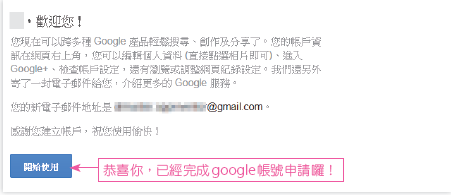 ，歡迎您！
您現在可以跨多種 Google 產品輕鬆搜尋、創作及分享了。您的帳戶資
訊在網頁右上角，您可以編輯個人資料 (直接點選相片即可)、進入
Google+、檢查帳戶設定，還有瀏覽或調整網頁紀錄設定。我們還另外
寄了一封電子郵件給您，介紹更多的 Google 服務。
您的新電子郵件地址是 @gmail.com。
感謝您建立帳戶，祝您使用愉快！
開始使用
恭喜你，已經完成google帳號申請囉！